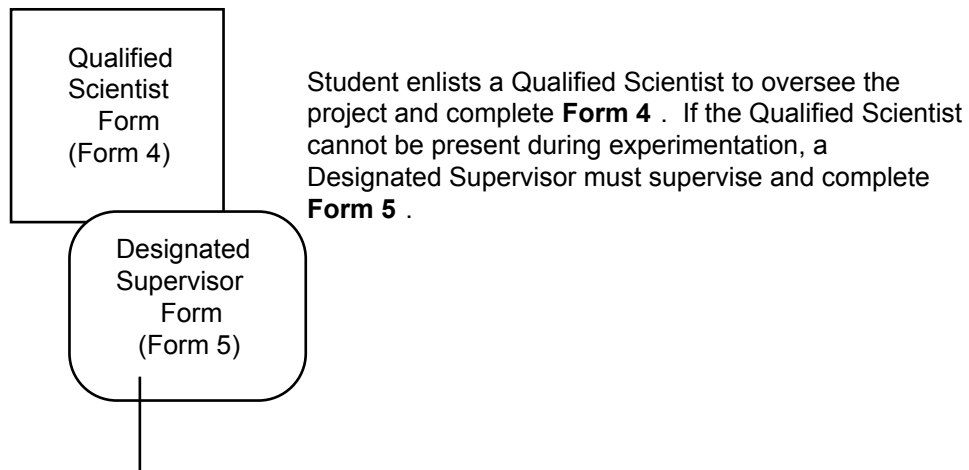 Qualified
Scientist
Form
(Form 4)
Student enlists a Qualified Scientist to oversee the
project and complete Form 4 . If the Qualified Scientist
cannot be present during experimentation, a
Designated Supervisor must supervise and complete
Form 5 .
Designated
Supervisor
Form
(Form 5)